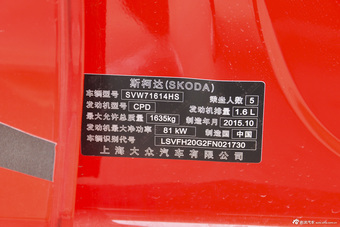 斯柯达(SKODA)
车辆型号 SVW71614HS 乘坐人数 5
发动机型号 CPD 发动机排量 1.6 L
最大允许总质量 1635kg 制造年月 2015.10
发动机最大净功率 81 kW 制造国 中国
车辆识别代号 LSVFH20G2FN021730
上海大众汽车有限公司